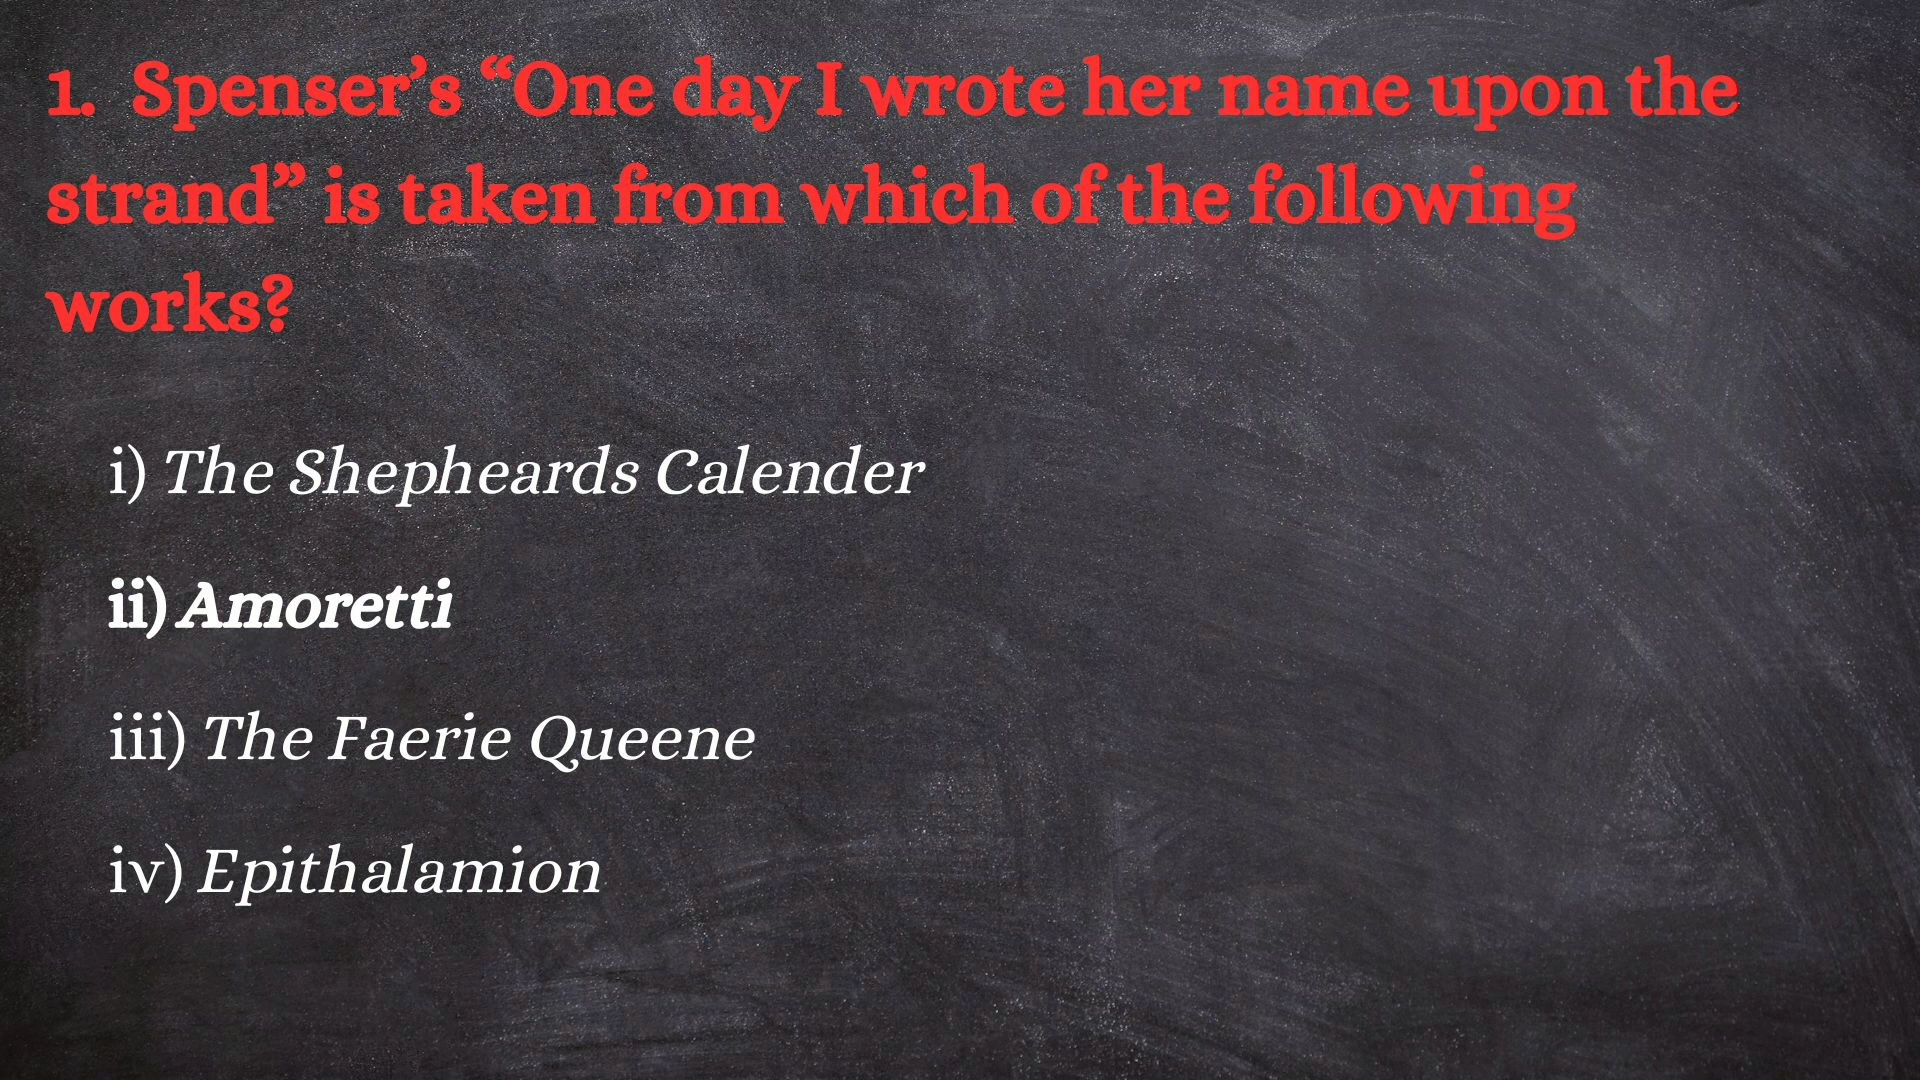 1. Spenser’s “One day I wrote her name upon the
strand” is taken from which of the following
works?
i) The Shepheards Calender
ii) Amoretti
iii) The Faerie Queene
iv) Epithalamion